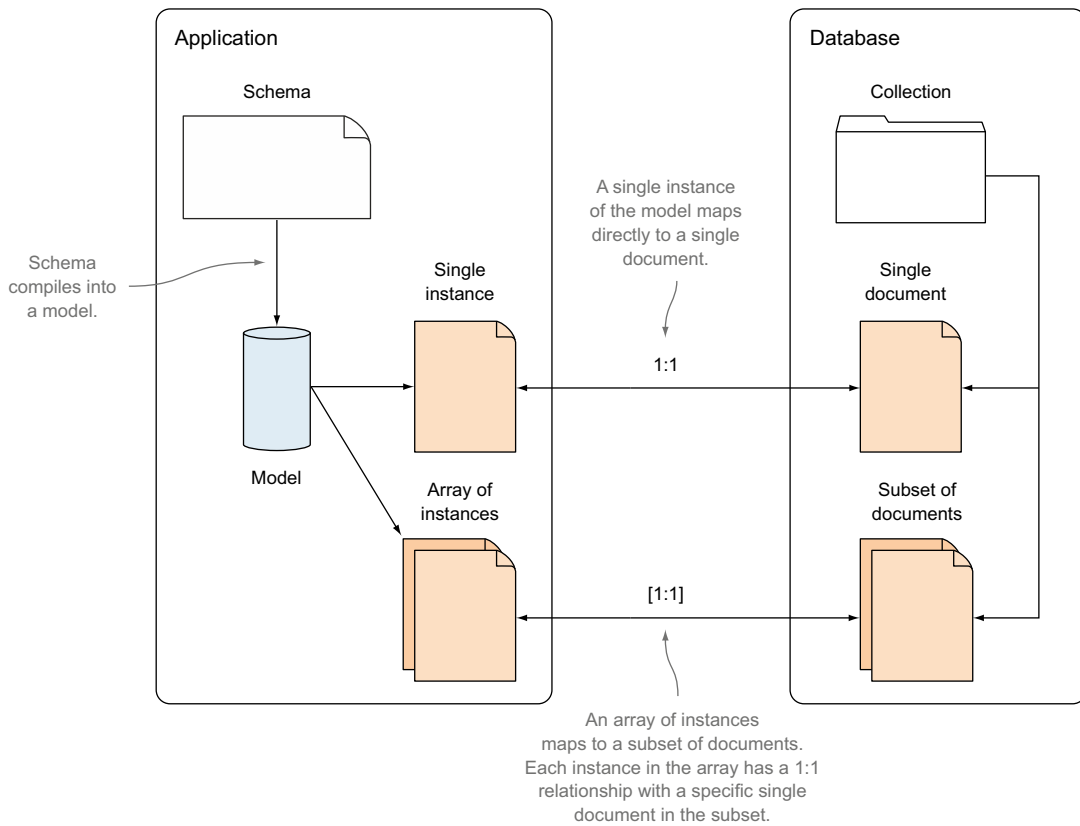 Application
Database
Schema
Collection
A single instance
of the model maps
directly to a single
document.
Schema
compiles into
a model.
Single
instance
Single
document
1:1
Model
Array of
instances
Subset of
documents
[1:1]
An array of instances
maps to a subset of documents.
Each instance in the array has a 1:1
relationship with a specific single
document in the subset.